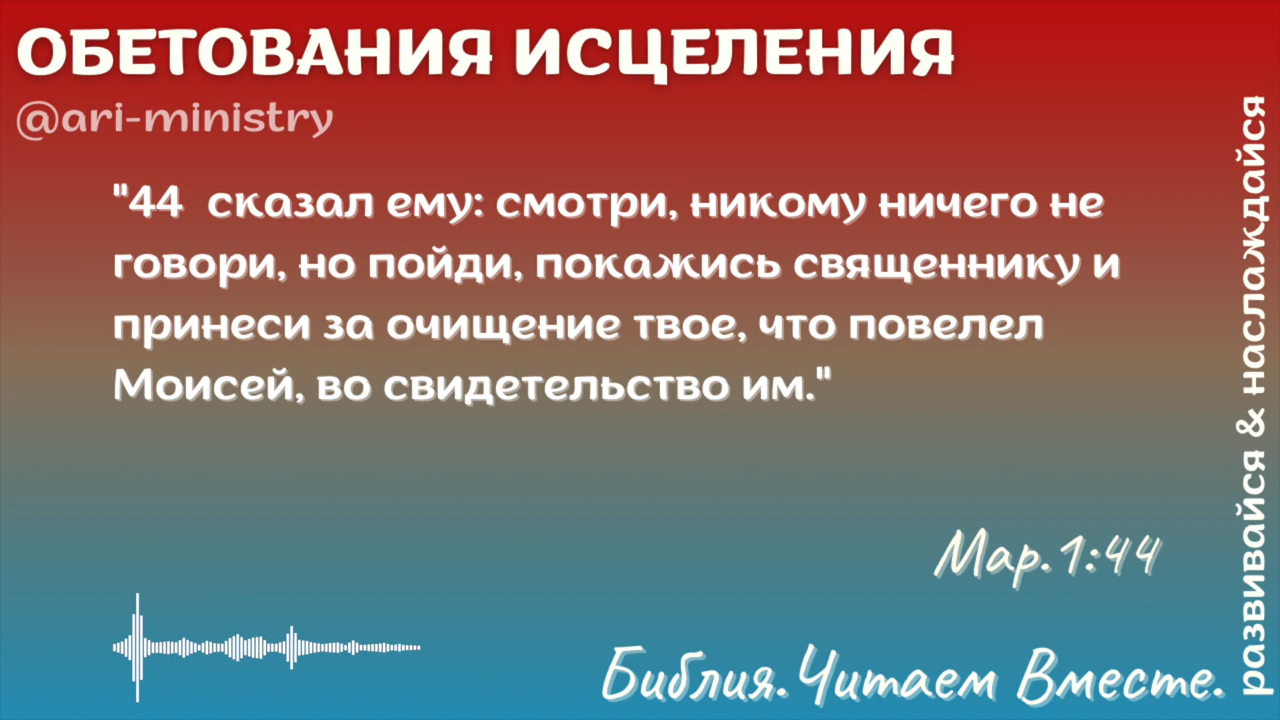 ОБЕТОВАНИЯ ИСЦЕЛЕНИЯ
@ari-ministry
"44 сказал ему: смотри, никому ничего не
говори, но пойди, покажись священнику и
принеси за очищение твое, что повелел
Моисей, во свидетельство им."
Мар.1:44
Библия.Читаем Вместе.
развивайся & наслаждайся